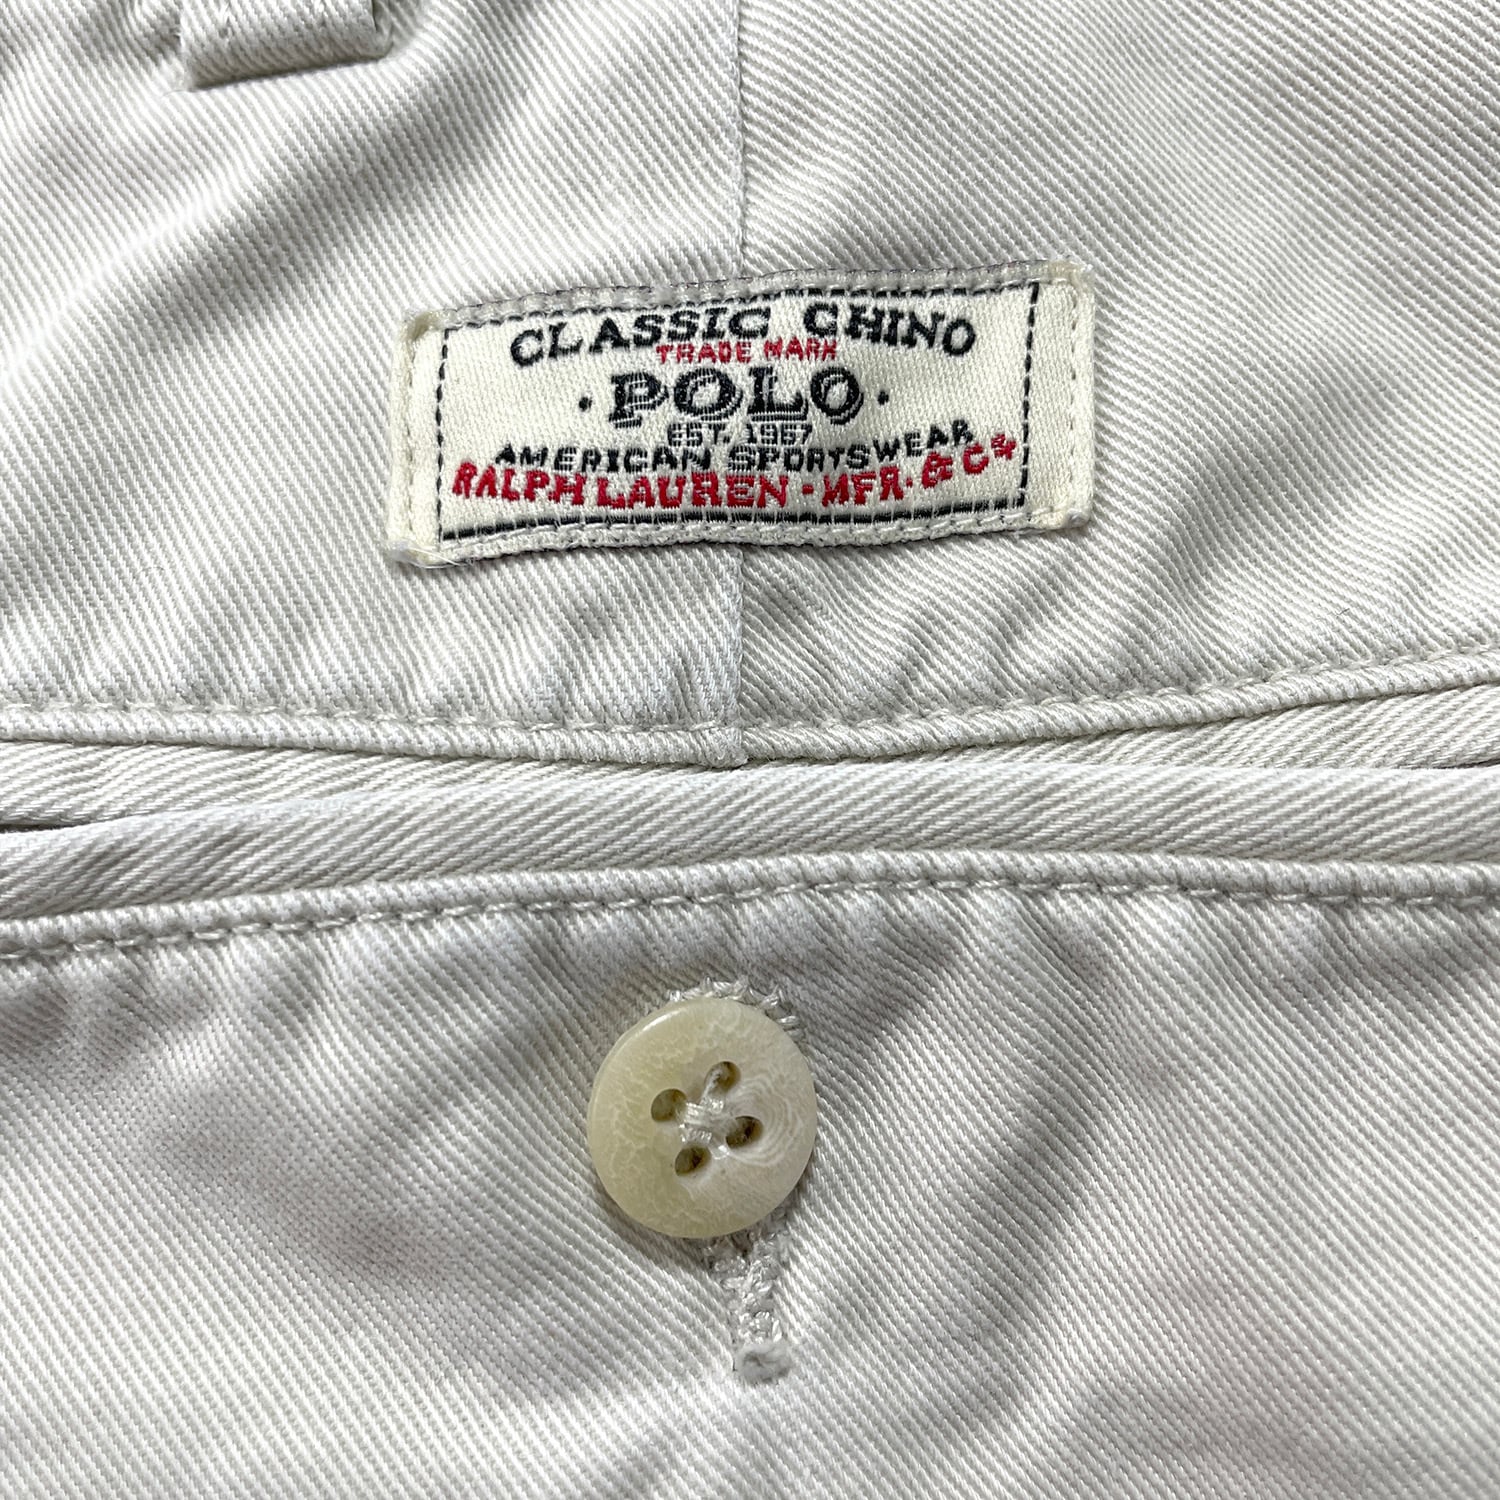 CLASSIC CHINO
TRADE MARK
· POLO ·
EST. 1967
AMERICAN SPORTSWEAR
RALPH LAUREN · MFR. & Co